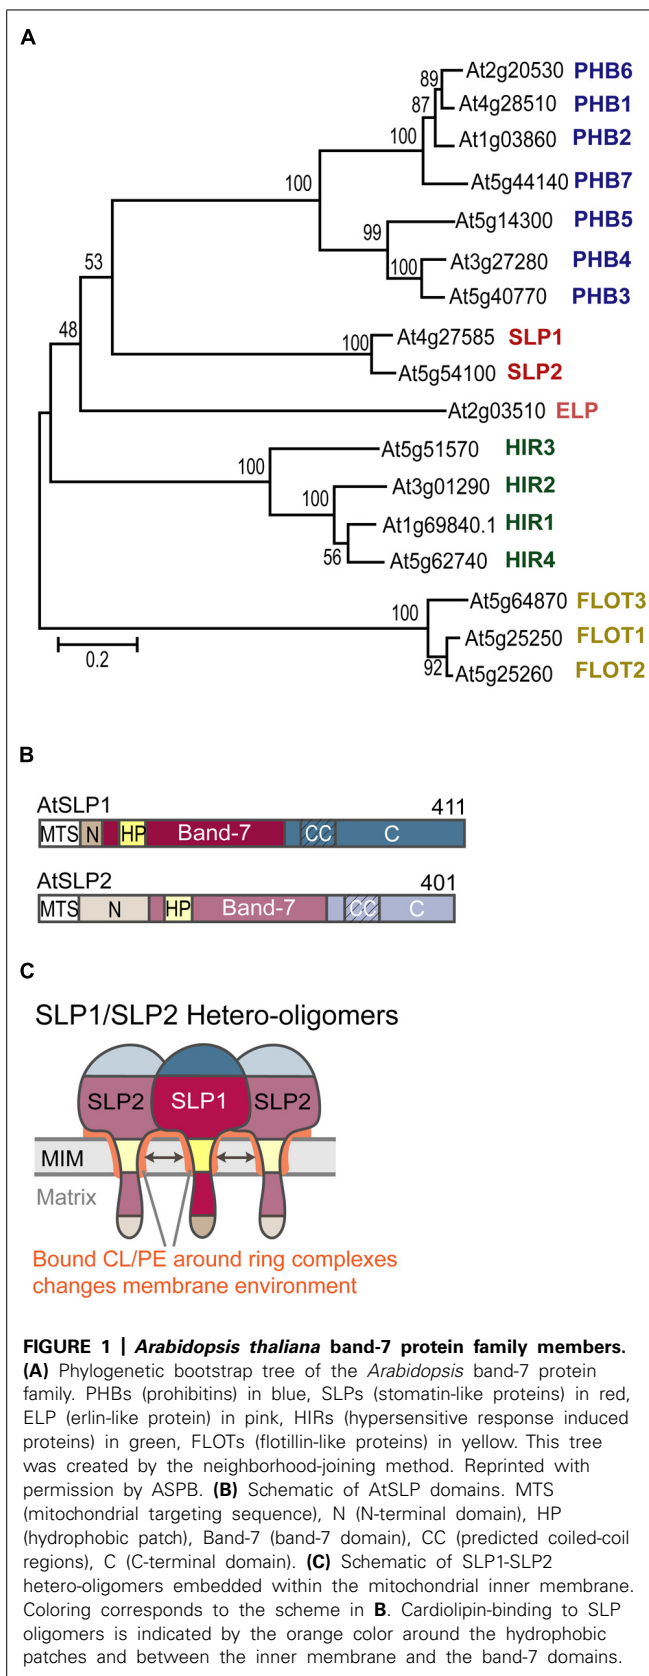 A
89 At2g20530 PHB6
87 At4g28510 PHB1
100 At1g03860 PHB2
100 At5g44140 PHB7
99 At5g14300 PHB5
53 100 At3g27280 PHB4
At5g40770 PHB3
48 100 At4g27585 SLP1
At5g54100 SLP2
At2g03510 ELP
100 At5g51570 HIR3
100 At3g01290 HIR2
At1g69840.1 HIR1
56 At5g62740 HIR4
100 At5g64870 FLOT3
At5g25250 FLOT1
92 At5g25260 FLOT2
0.2
B
AtSLP1 411
MTS N HP Band-7 CC C
AtSLP2 401
MTS N HP Band-7 CC C
C
SLP1/SLP2 Hetero-oligomers
SLP2 SLP1 SLP2
MIM
Matrix
Bound CL/PE around ring complexes
changes membrane environment
FIGURE 1 | Arabidopsis thaliana band-7 protein family members.
(A) Phylogenetic bootstrap tree of the Arabidopsis band-7 protein
family. PHBs (prohibitins) in blue, SLPs (stomatin-like proteins) in red,
ELP (erlin-like protein) in pink, HIRs (hypersensitive response induced
proteins) in green, FLOTs (flotillin-like proteins) in yellow. This tree
was created by the neighborhood-joining method. Reprinted with
permission by ASPB. (B) Schematic of AtSLP domains. MTS
(mitochondrial targeting sequence), N (N-terminal domain), HP
(hydrophobic patch), Band-7 (band-7 domain), CC (predicted coiled-coil
regions), C (C-terminal domain). (C) Schematic of SLP1-SLP2
hetero-oligomers embedded within the mitochondrial inner membrane.
Coloring corresponds to the scheme in B. Cardiolipin-binding to SLP
oligomers is indicated by the orange color around the hydrophobic
patches and between the inner membrane and the band-7 domains.